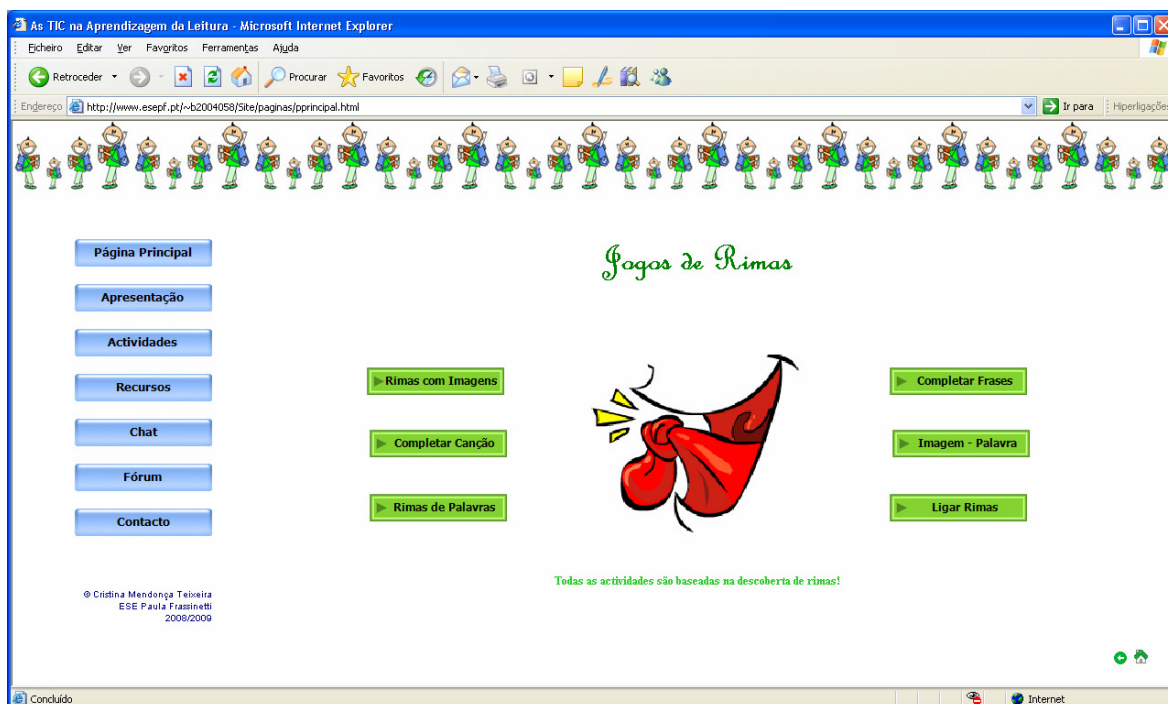 As TIC na Aprendizagem da Leitura - Microsoft Internet Explorer
Ficheiro Editar Ver Favoritos Ferramentas Ajuda
Retroceder Procurar Favoritos
Endereço http://www.esepf.pt/~b2004058/Site/paginas/pprincipal.html Ir para Hiperligações
Jogos de Rimas
Página Principal
Apresentação
Actividades
Recursos
Chat
Fórum
Contacto
Rimas com Imagens
Completar Canção
Rimas de Palavras
Completar Frases
Imagem - Palavra
Ligar Rimas
Todas as actividades são baseadas na descoberta de rimas!
© Cristina Mendonça Teixeira
ESE Paula Frassinetti
2008/2009
Concluído Internet